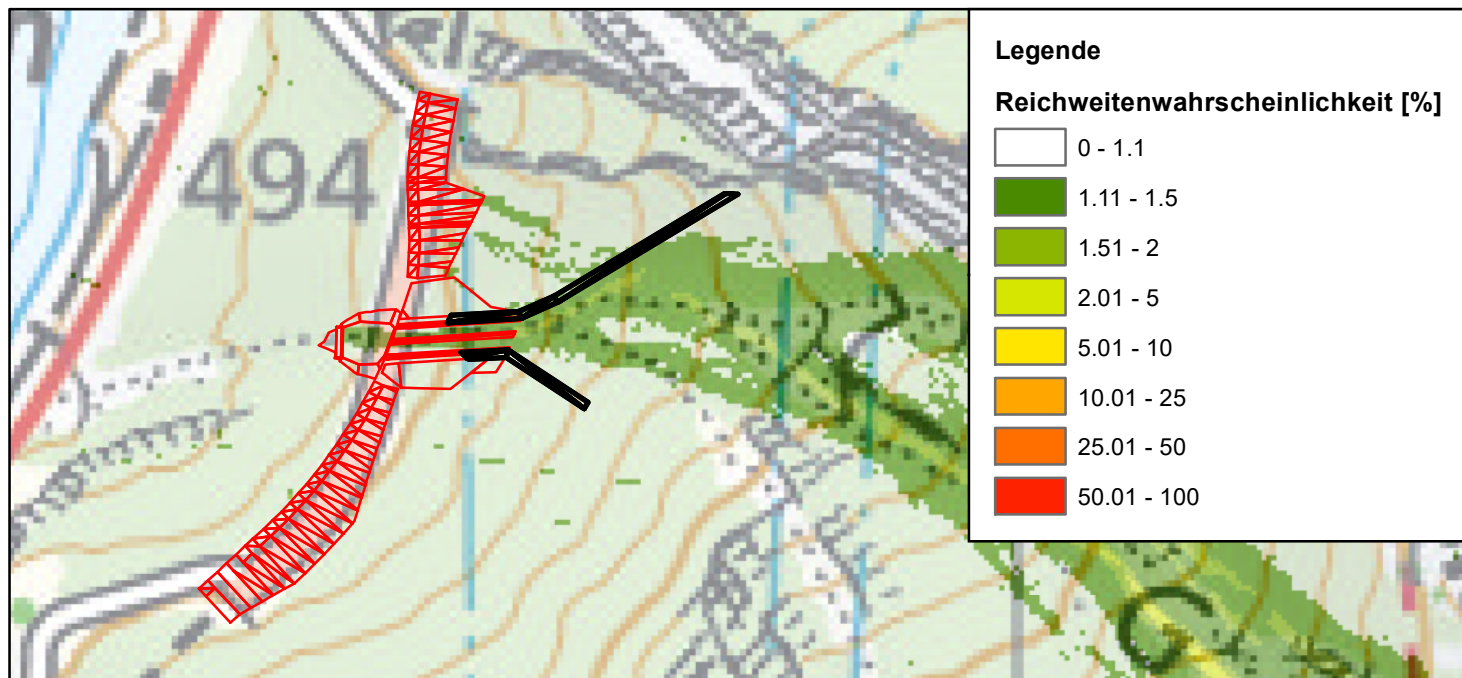 494
Legende
Reichweitenwahrscheinlichkeit [%]
0 - 1.1
1.11 - 1.5
1.51 - 2
2.01 - 5
5.01 - 10
10.01 - 25
25.01 - 50
50.01 - 100